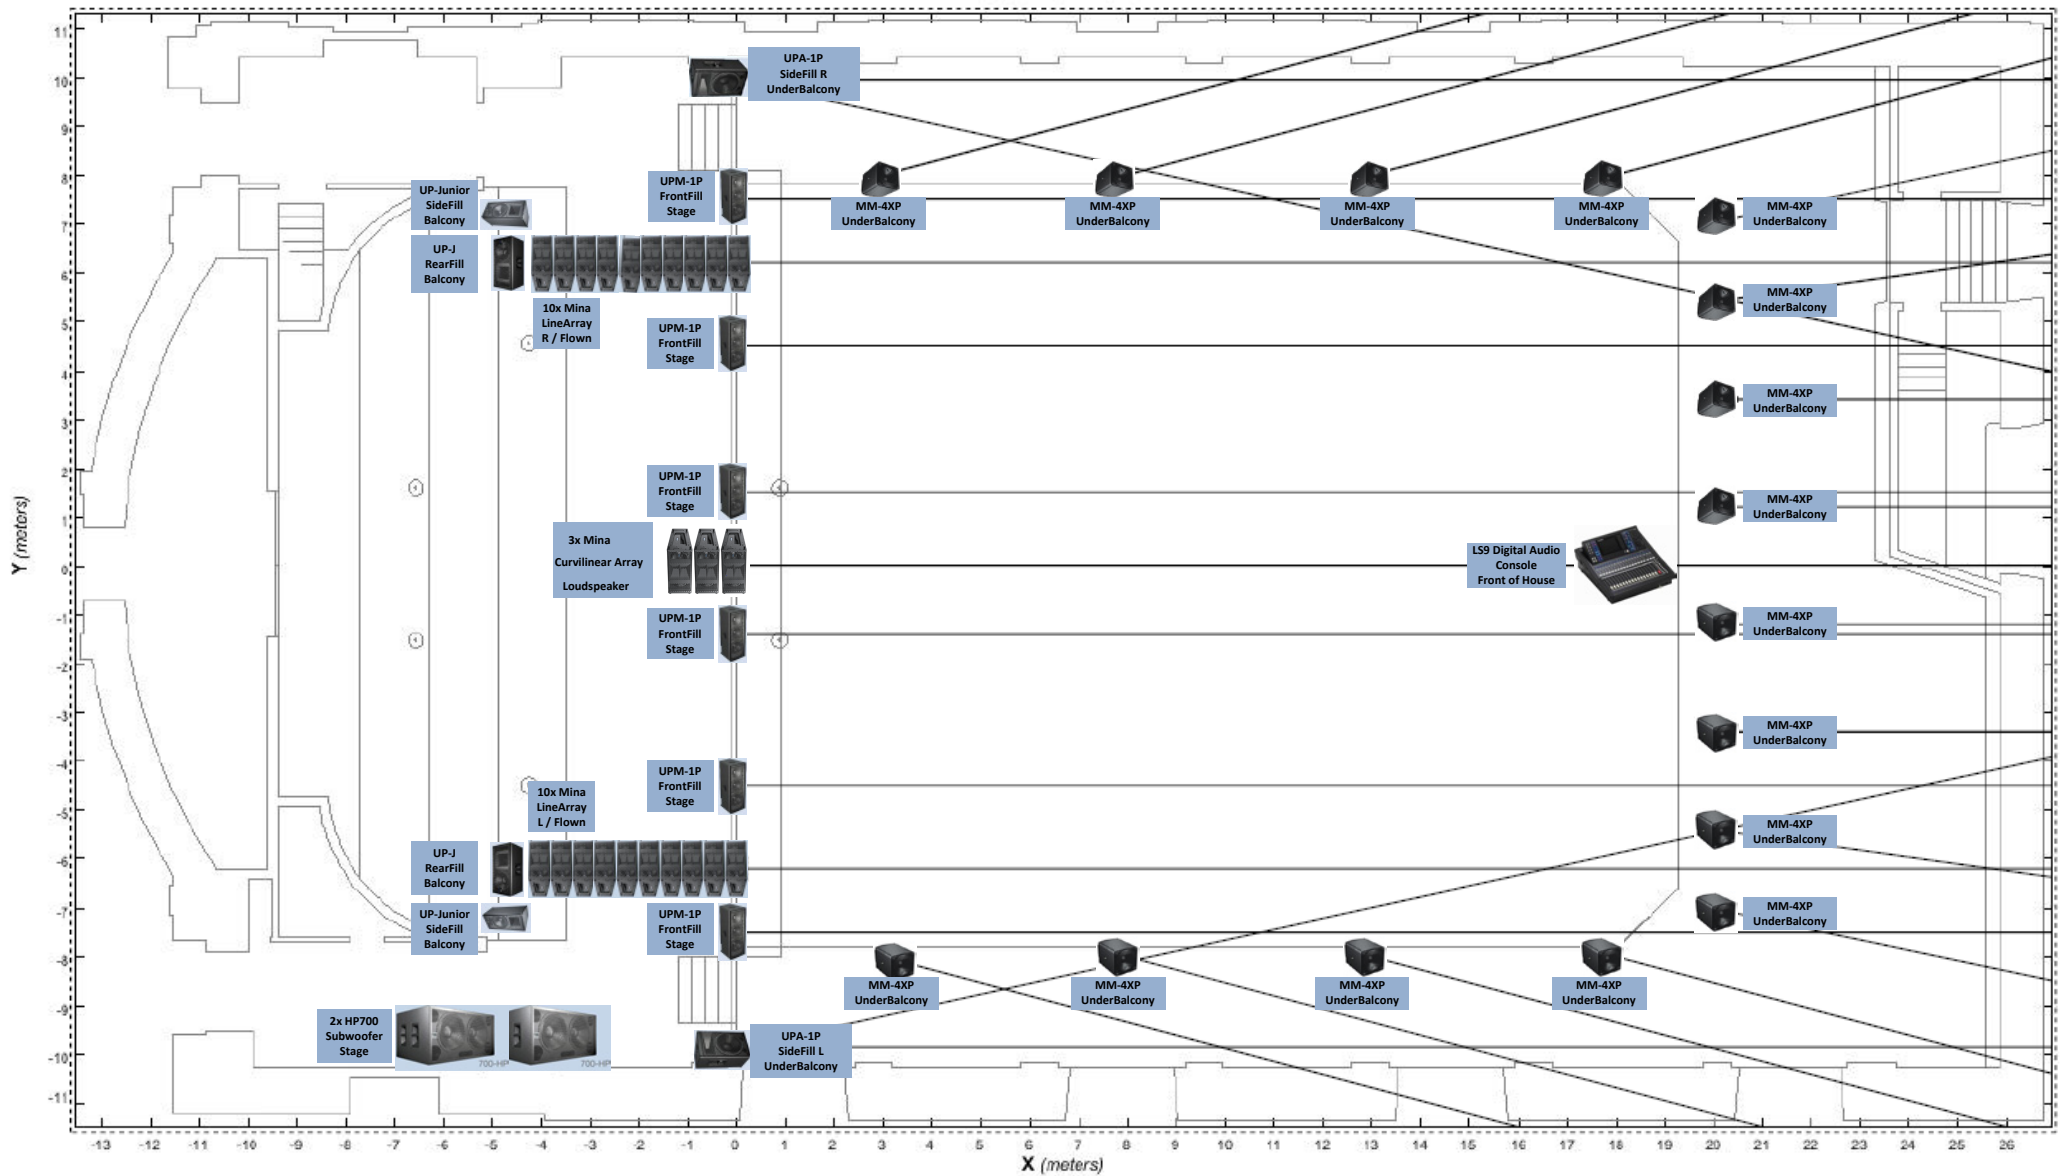 11
10
9
8
7
6
5
4
3
2
1
0
-1
-2
-3
-4
-5
-6
-7
-8
-9
-10
-11
Y (meters)
UPA-1P
SideFill R
UnderBalcony
UP-Junior
SideFill
Balcony
UPM-1P
FrontFill
Stage
MM-4XP
UnderBalcony
MM-4XP
UnderBalcony
MM-4XP
UnderBalcony
MM-4XP
UnderBalcony
MM-4XP
UnderBalcony
UP-J
RearFill
Balcony
10x Mina
LineArray
R / Flown
UPM-1P
FrontFill
Stage
MM-4XP
UnderBalcony
MM-4XP
UnderBalcony
UPM-1P
FrontFill
Stage
MM-4XP
UnderBalcony
3x Mina
Curvilinear Array
Loudspeaker
LS9 Digital Audio
Console
Front of House
UPM-1P
FrontFill
Stage
MM-4XP
UnderBalcony
MM-4XP
UnderBalcony
10x Mina
LineArray
L / Flown
UPM-1P
FrontFill
Stage
MM-4XP
UnderBalcony
UP-J
RearFill
Balcony
UP-Junior
SideFill
Balcony
UPM-1P
FrontFill
Stage
MM-4XP
UnderBalcony
MM-4XP
UnderBalcony
MM-4XP
UnderBalcony
MM-4XP
UnderBalcony
MM-4XP
UnderBalcony
2x HP700
Subwoofer
Stage
700-HP
700-HP
UPA-1P
SideFill L
UnderBalcony
-13 -12 -11 -10 -9 -8 -7 -6 -5 -4 -3 -2 -1 0 1 2 3 4 5 6 7 8 9 10 11 12 13 14 15 16 17 18 19 20 21 22 23 24 25 26
X (meters)